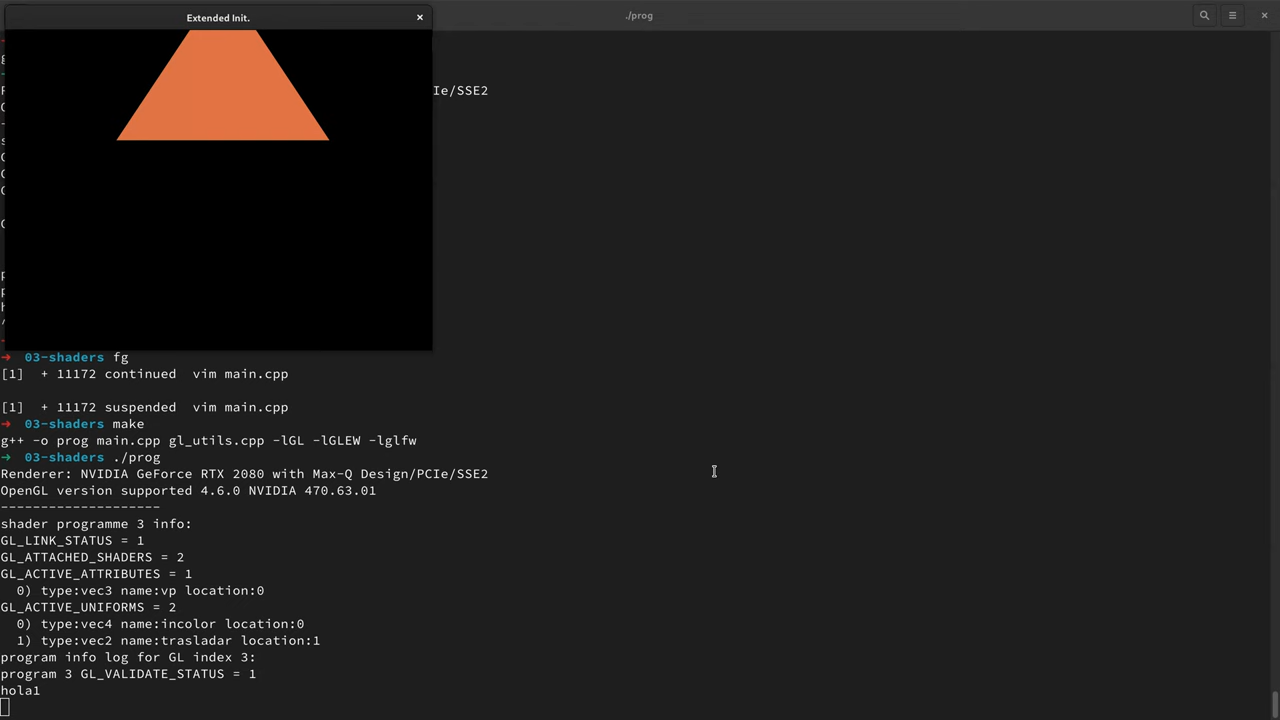 Extended Init.
./prog
Ie/SSE2
➜ 03-shaders fg
[1] + 11172 continued vim main.cpp
[1] + 11172 suspended vim main.cpp
➜ 03-shaders make
g++ -o prog main.cpp gl_utils.cpp -lGL -lGLEW -lglfw
➜ 03-shaders ./prog
Renderer: NVIDIA GeForce RTX 2080 with Max-Q Design/PCIe/SSE2
OpenGL version supported 4.6.0 NVIDIA 470.63.01
--------------------
shader programme 3 info:
GL_LINK_STATUS = 1
GL_ATTACHED_SHADERS = 2
GL_ACTIVE_ATTRIBUTES = 1
0) type:vec3 name:vp location:0
GL_ACTIVE_UNIFORMS = 2
0) type:vec4 name:incolor location:0
1) type:vec2 name:trasladar location:1
program info log for GL index 3:
program 3 GL_VALIDATE_STATUS = 1
hola1